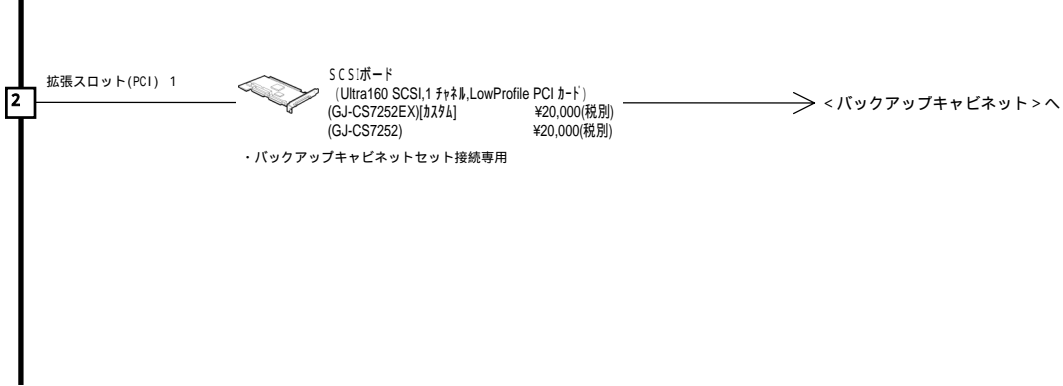 2
拡張スロット(PCI) 1
SCSIボード
(Ultra160 SCSI,1 ﾁｬﾈﾙ,LowProfile PCI ｶｰﾄﾞ)
(GJ-CS7252EX)[ｶｽﾀﾑ] ¥20,000(税別)
(GJ-CS7252) ¥20,000(税別)
・バックアップキャビネットセット接続専用
<バックアップキャビネット>へ